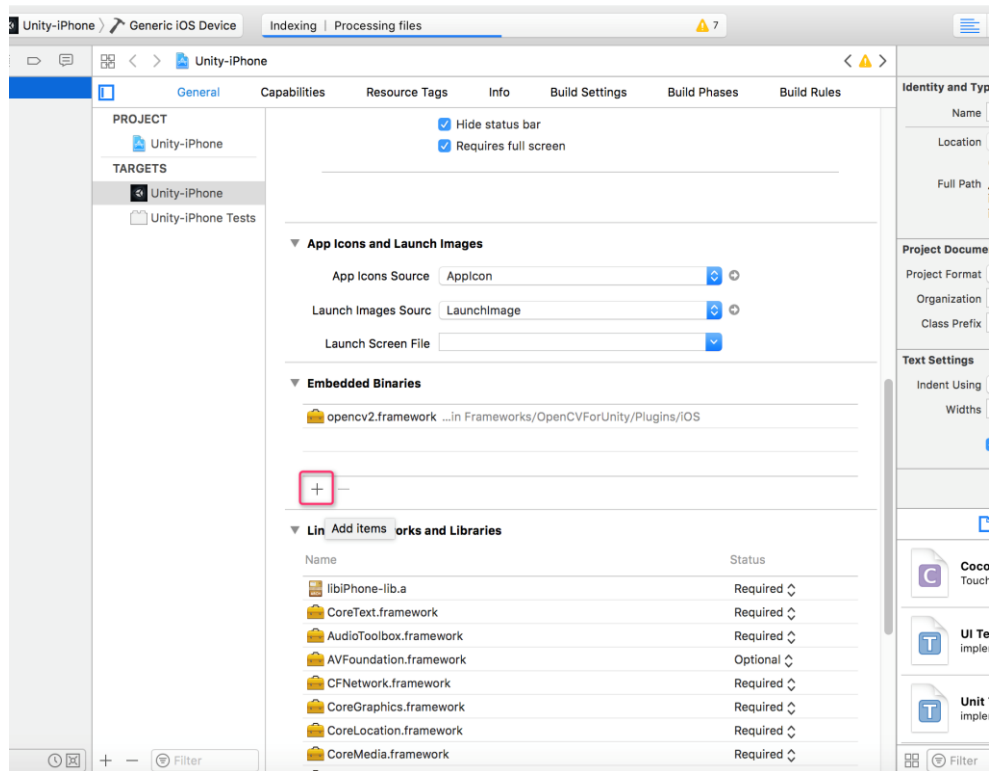 Unity-iPhone 〉 Generic iOS Device
Indexing | Processing files
7
Unity-iPhone
General Capabilities Resource Tags Info Build Settings Build Phases Build Rules
PROJECT
Unity-iPhone
TARGETS
Unity-iPhone
Unity-iPhone Tests
Hide status bar
Requires full screen
App Icons and Launch Images
App Icons Source AppIcon
Launch Images Sourc LaunchImage
Launch Screen File
Embedded Binaries
opencv2.framework ...in Frameworks/OpenCVForUnity/Plugins/iOS
+ −
Add items
Lin orks and Libraries
Name Status
libiPhone-lib.a Required
CoreText.framework Required
AudioToolbox.framework Required
AVFoundation.framework Optional
CFNetwork.framework Required
CoreGraphics.framework Required
CoreLocation.framework Required
CoreMedia.framework Required
+ − Filter
Identity and Typ
Name
Location
Full Path
Project Docume
Project Format
Organization
Class Prefix
Text Settings
Indent Using
Widths
C
Coco
Touch
T
UI Te
imple
T
Unit
imple
Filter